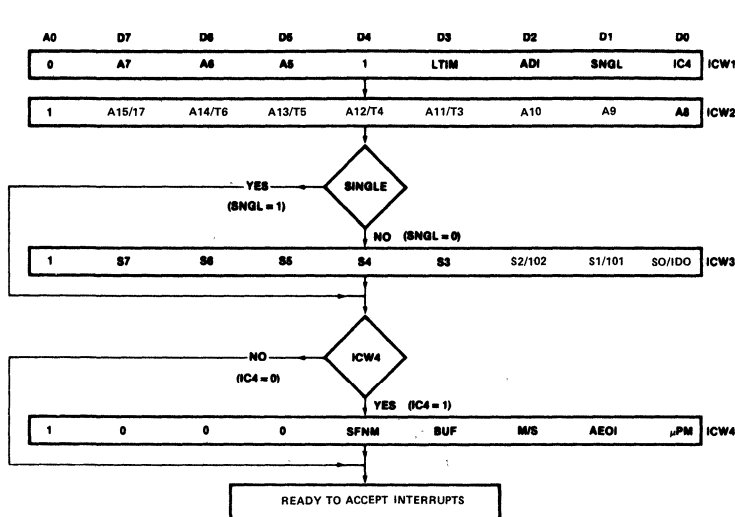 A0 D7 D6 D5 D4 D3 D2 D1 D0
0 A7 A6 A5 1 LTIM ADI SNGL IC4 ICW1
1 A15/17 A14/T6 A13/T5 A12/T4 A11/T3 A10 A9 A8 ICW2
YES SINGLE
(SNGL = 1)
NO (SNGL = 0)
1 S7 S6 S5 S4 S3 S2/102 S1/101 SO/IDO ICW3
NO ICW4
(IC4 = 0)
YES (IC4 = 1)
1 0 0 0 SFNM BUF M/S AEOI μPM ICW4
READY TO ACCEPT INTERRUPTS